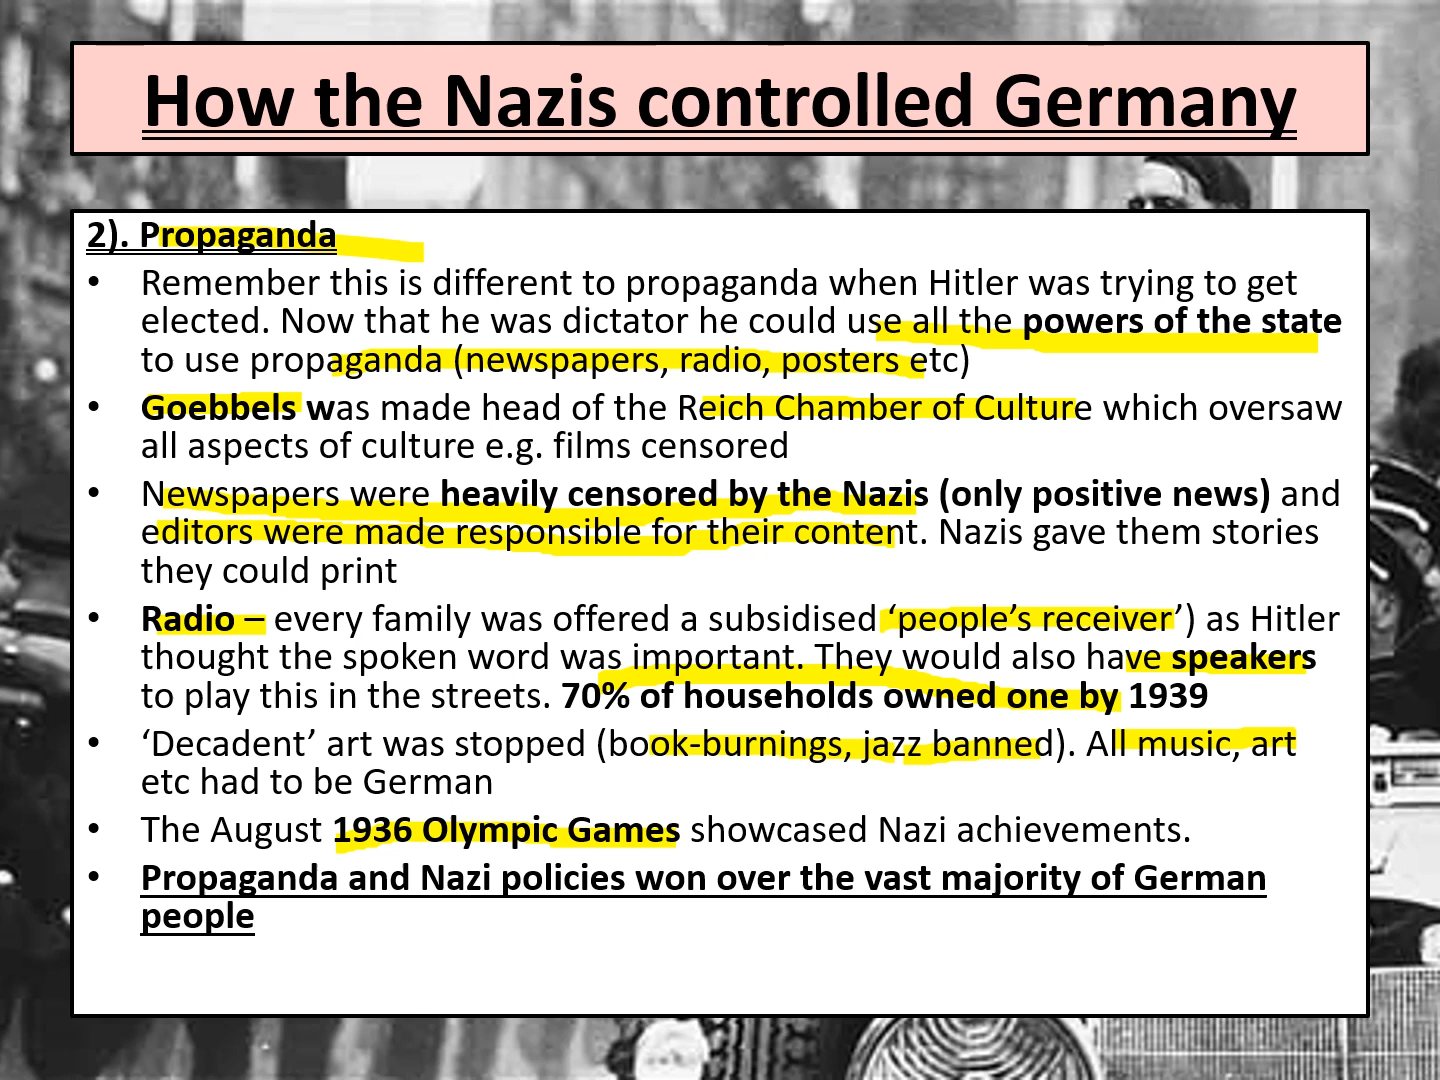 How the Nazis controlled Germany
2). Propaganda
• Remember this is different to propaganda when Hitler was trying to get
elected. Now that he was dictator he could use all the powers of the state
to use propaganda (newspapers, radio, posters etc)
• Goebbels was made head of the Reich Chamber of Culture which oversaw
all aspects of culture e.g. films censored
• Newspapers were heavily censored by the Nazis (only positive news) and
editors were made responsible for their content. Nazis gave them stories
they could print
• Radio – every family was offered a subsidised ‘people’s receiver’) as Hitler
thought the spoken word was important. They would also have speakers
to play this in the streets. 70% of households owned one by 1939
• ‘Decadent’ art was stopped (book-burnings, jazz banned). All music, art
etc had to be German
• The August 1936 Olympic Games showcased Nazi achievements.
• Propaganda and Nazi policies won over the vast majority of German
people